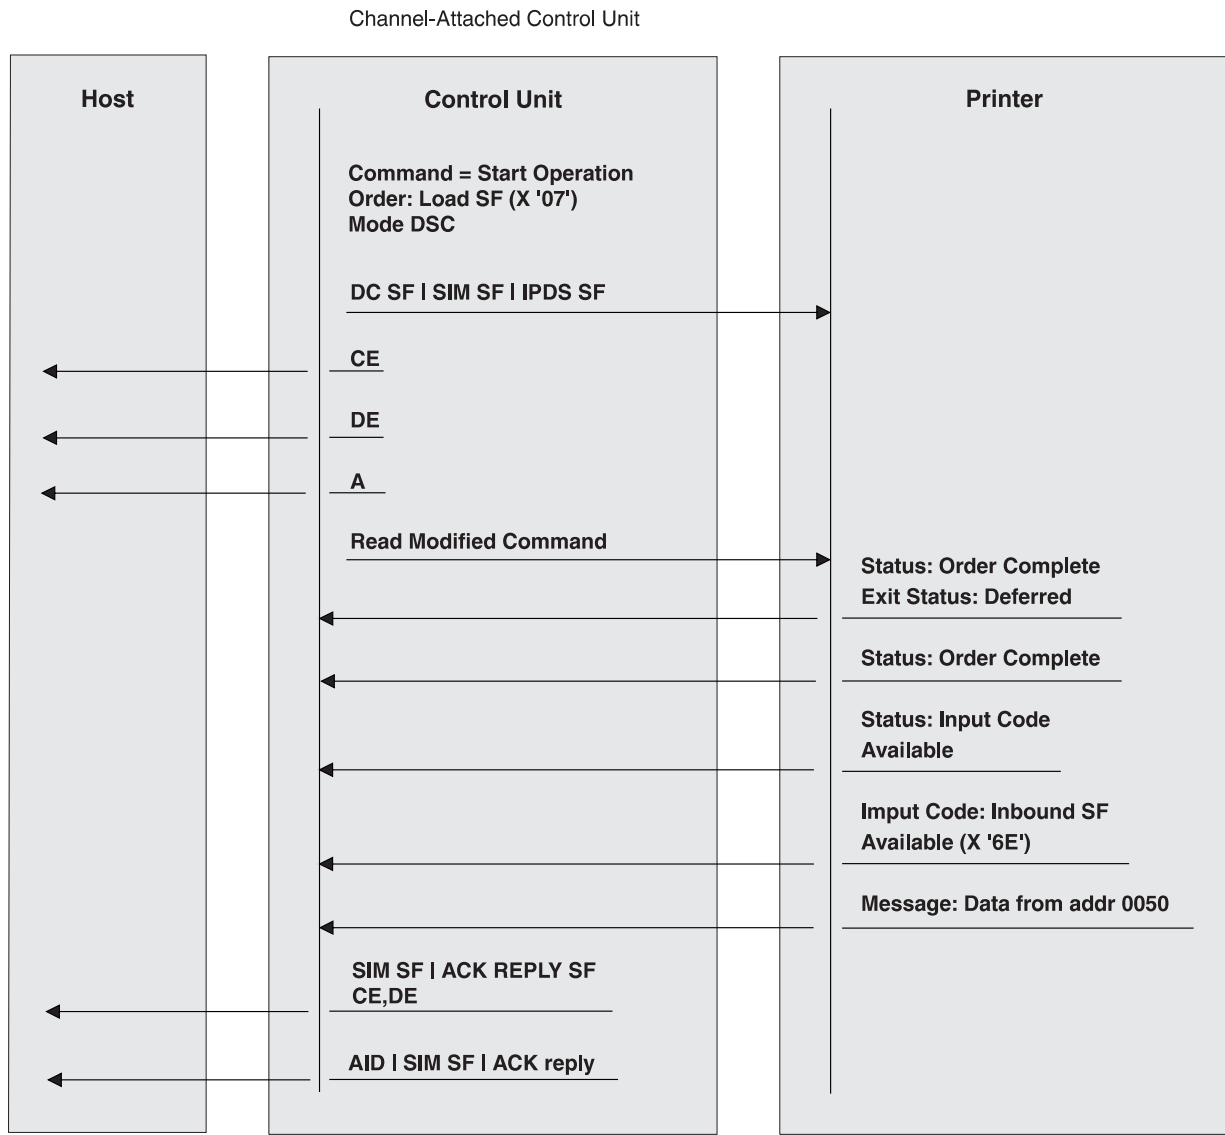 Channel-Attached Control Unit
Host
Control Unit
Printer
Command = Start Operation
Order: Load SF (X '07')
Mode DSC
DC SF | SIM SF | IPDS SF
CE
DE
A
Read Modified Command
Status: Order Complete
Exit Status: Deferred
Status: Order Complete
Status: Input Code
Available
Imput Code: Inbound SF
Available (X '6E')
Message: Data from addr 0050
SIM SF | ACK REPLY SF
CE,DE
AID | SIM SF | ACK reply